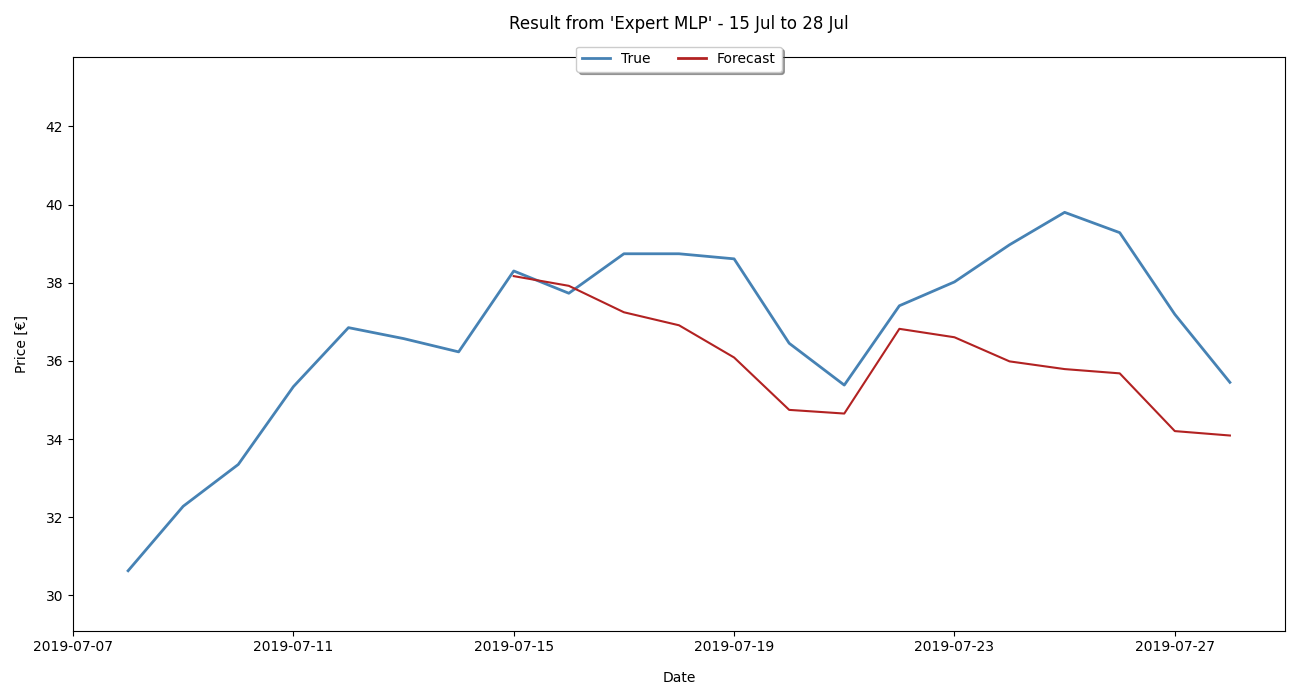 Result from 'Expert MLP' - 15 Jul to 28 Jul
True Forecast
42
40
38
36
34
32
30
Price [€]
2019-07-07 2019-07-11 2019-07-15 2019-07-19 2019-07-23 2019-07-27
Date